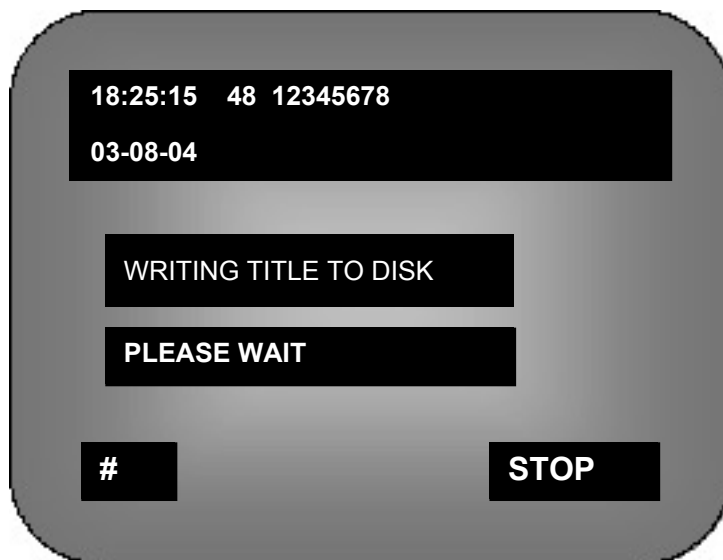 18:25:15 48 12345678
03-08-04
WRITING TITLE TO DISK
PLEASE WAIT
# STOP